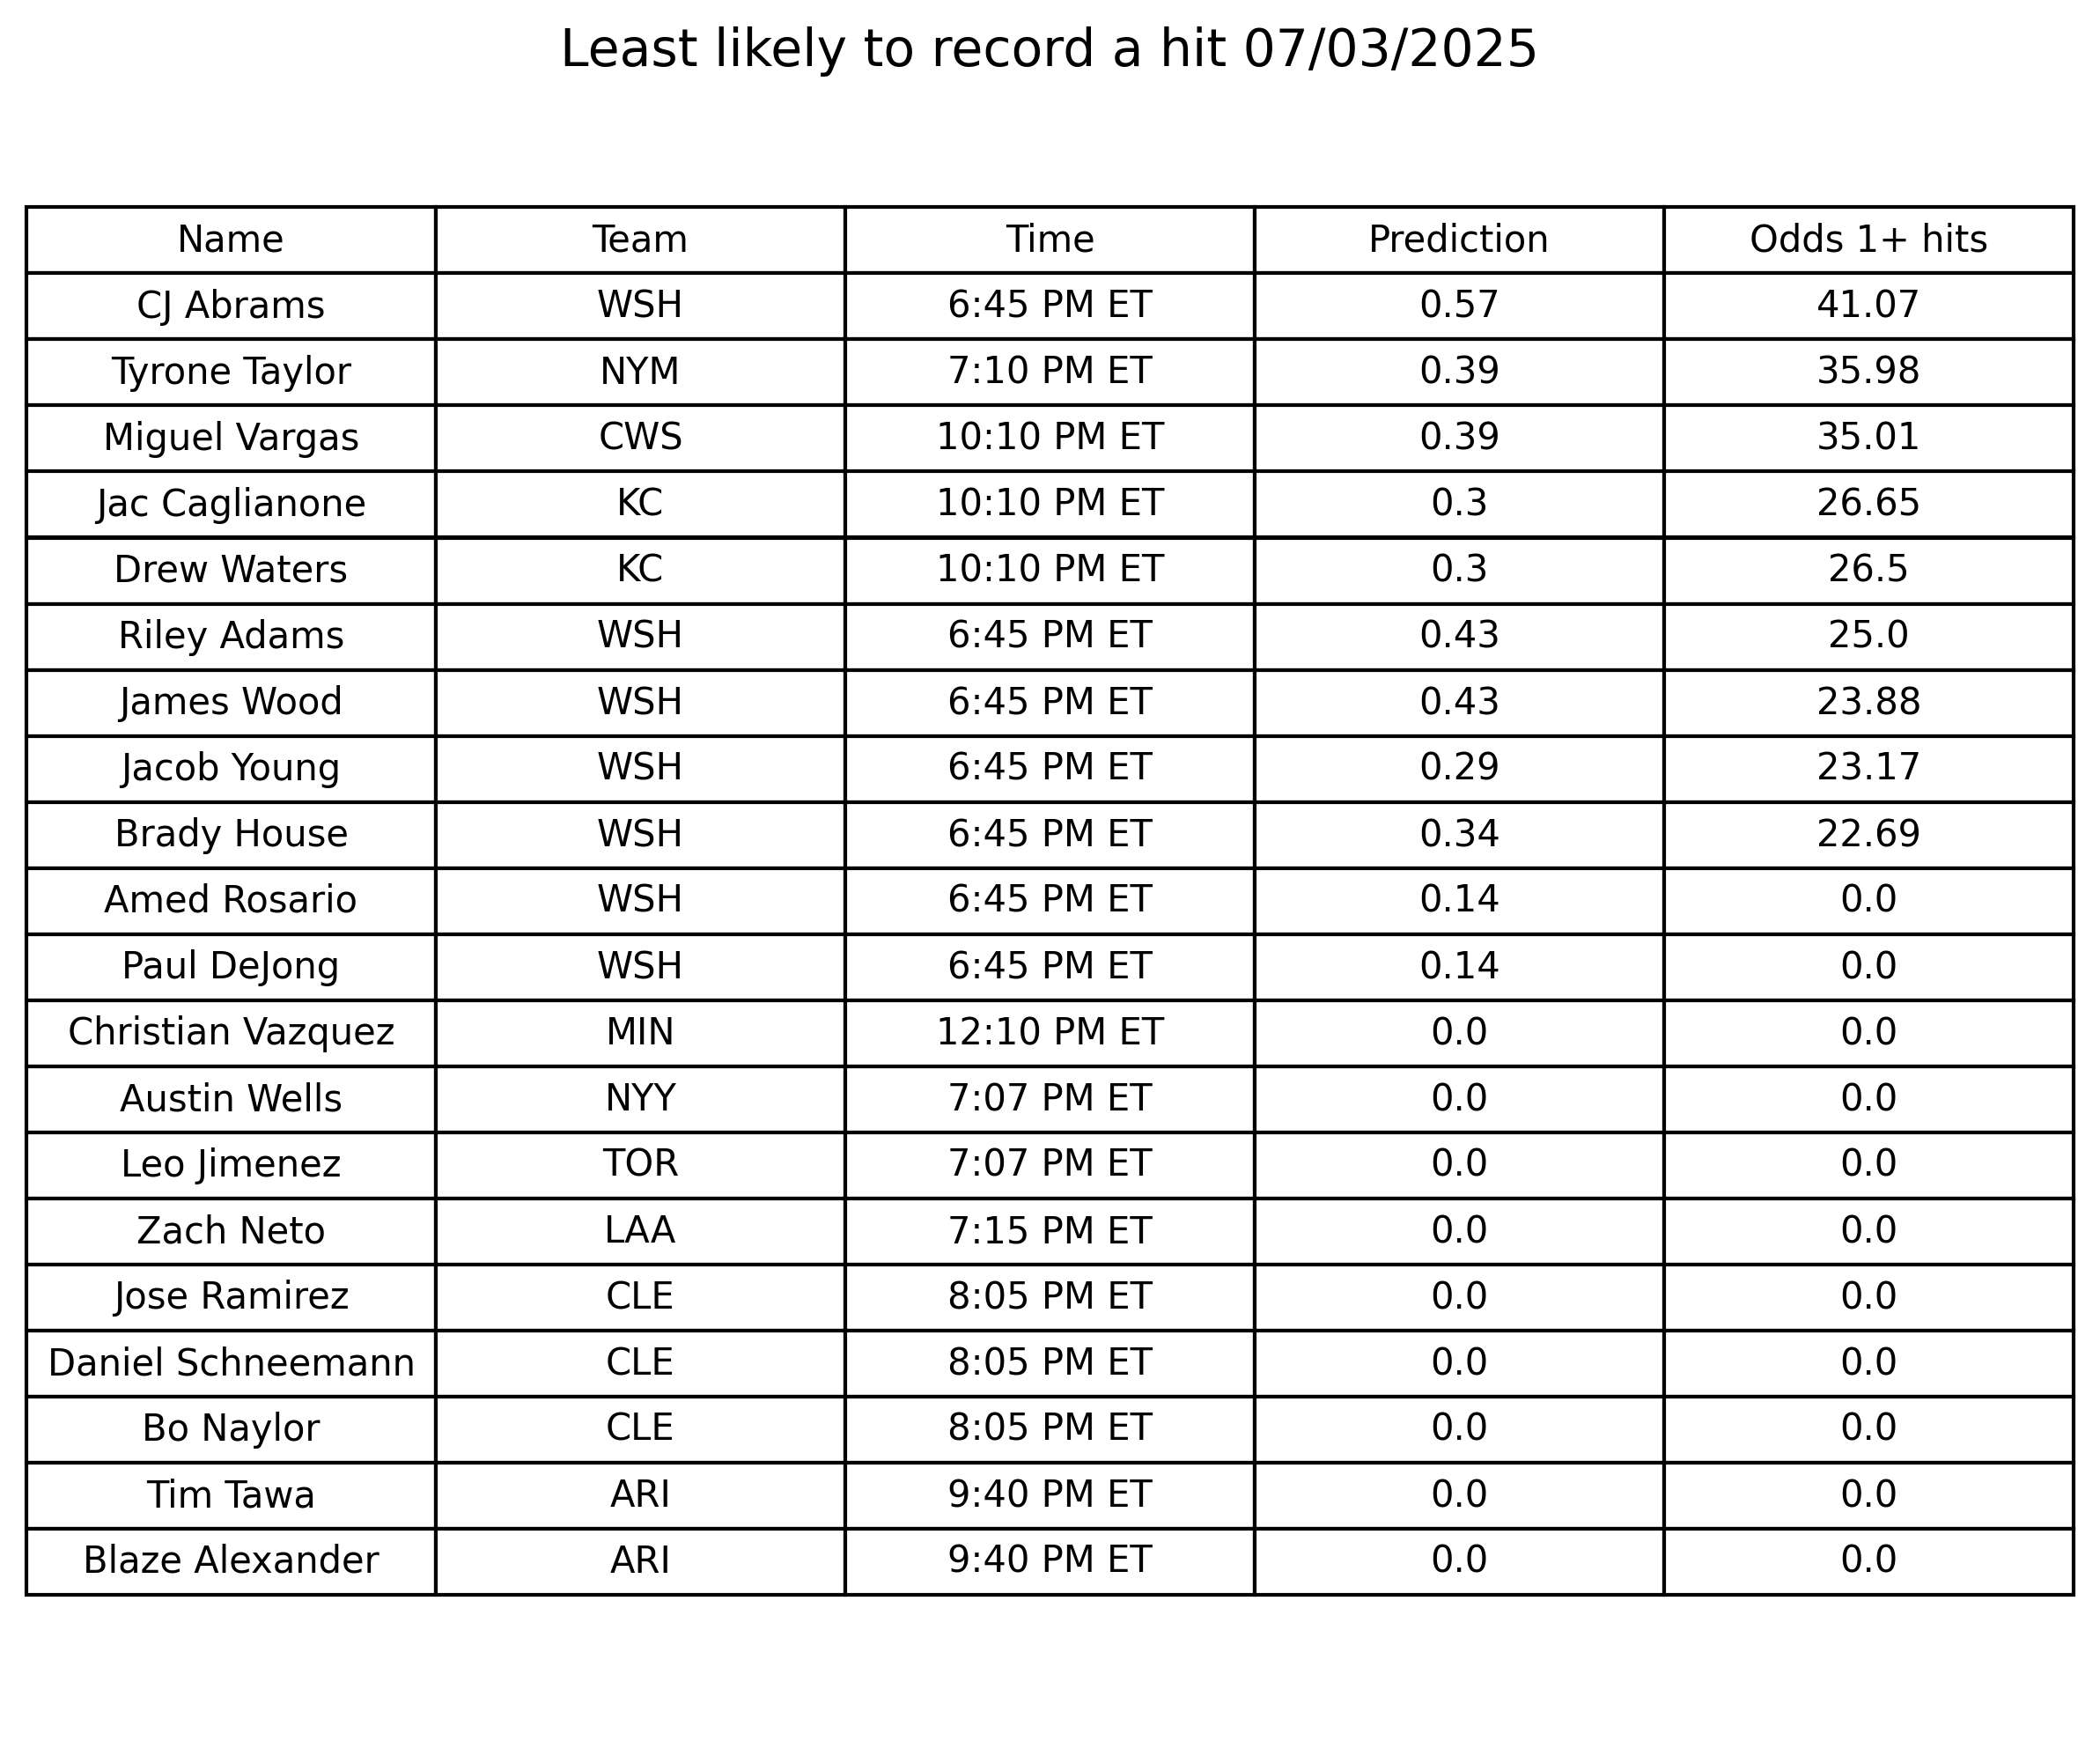 Least likely to record a hit 07/03/2025
Name Team Time Prediction Odds 1+ hits
CJ Abrams WSH 6:45 PM ET 0.57 41.07
Tyrone Taylor NYM 7:10 PM ET 0.39 35.98
Miguel Vargas CWS 10:10 PM ET 0.39 35.01
Jac Caglianone KC 10:10 PM ET 0.3 26.65
Drew Waters KC 10:10 PM ET 0.3 26.5
Riley Adams WSH 6:45 PM ET 0.43 25.0
James Wood WSH 6:45 PM ET 0.43 23.88
Jacob Young WSH 6:45 PM ET 0.29 23.17
Brady House WSH 6:45 PM ET 0.34 22.69
Amed Rosario WSH 6:45 PM ET 0.14 0.0
Paul DeJong WSH 6:45 PM ET 0.14 0.0
Christian Vazquez MIN 12:10 PM ET 0.0 0.0
Austin Wells NYY 7:07 PM ET 0.0 0.0
Leo Jimenez TOR 7:07 PM ET 0.0 0.0
Zach Neto LAA 7:15 PM ET 0.0 0.0
Jose Ramirez CLE 8:05 PM ET 0.0 0.0
Daniel Schneemann CLE 8:05 PM ET 0.0 0.0
Bo Naylor CLE 8:05 PM ET 0.0 0.0
Tim Tawa ARI 9:40 PM ET 0.0 0.0
Blaze Alexander ARI 9:40 PM ET 0.0 0.0